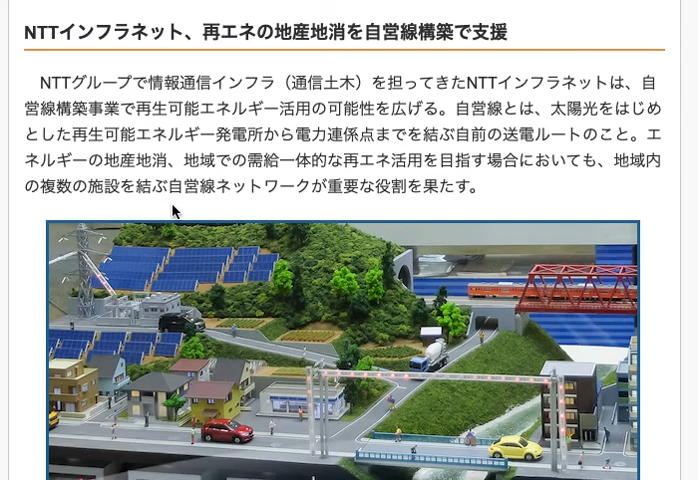 NTTインフラネット、再エネの地産地消を自営線構築で支援
NTTグループで情報通信インフラ（通信土木）を担ってきたNTTインフラネットは、自
営線構築事業で再生可能エネルギー活用の可能性を広げる。自営線とは、太陽光をはじめ
とした再生可能エネルギー発電所から電力連係点までを結ぶ自前の送電ルートのこと。エ
ネルギーの地産地消、地域での需給一体的な再エネ活用を目指す場合においても、地域内
の複数の施設を結ぶ自営線ネットワークが重要な役割を果たす。